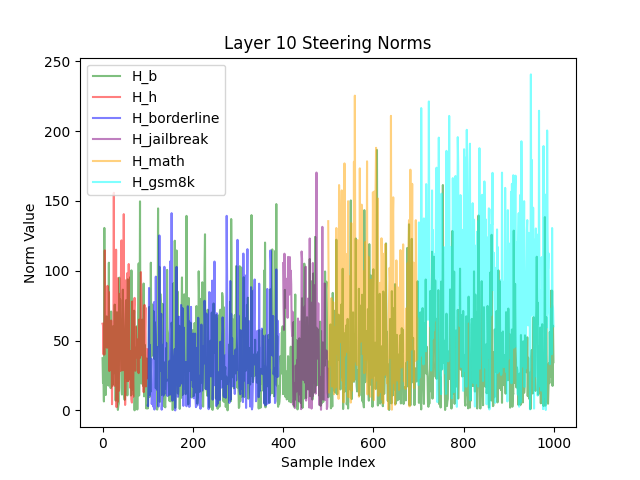 Layer 10 Steering Norms
250
200
150
100
50
0
Norm Value
H_b
H_h
H_borderline
H_jailbreak
H_math
H_gsm8k
0 200 400 600 800 1000
Sample Index